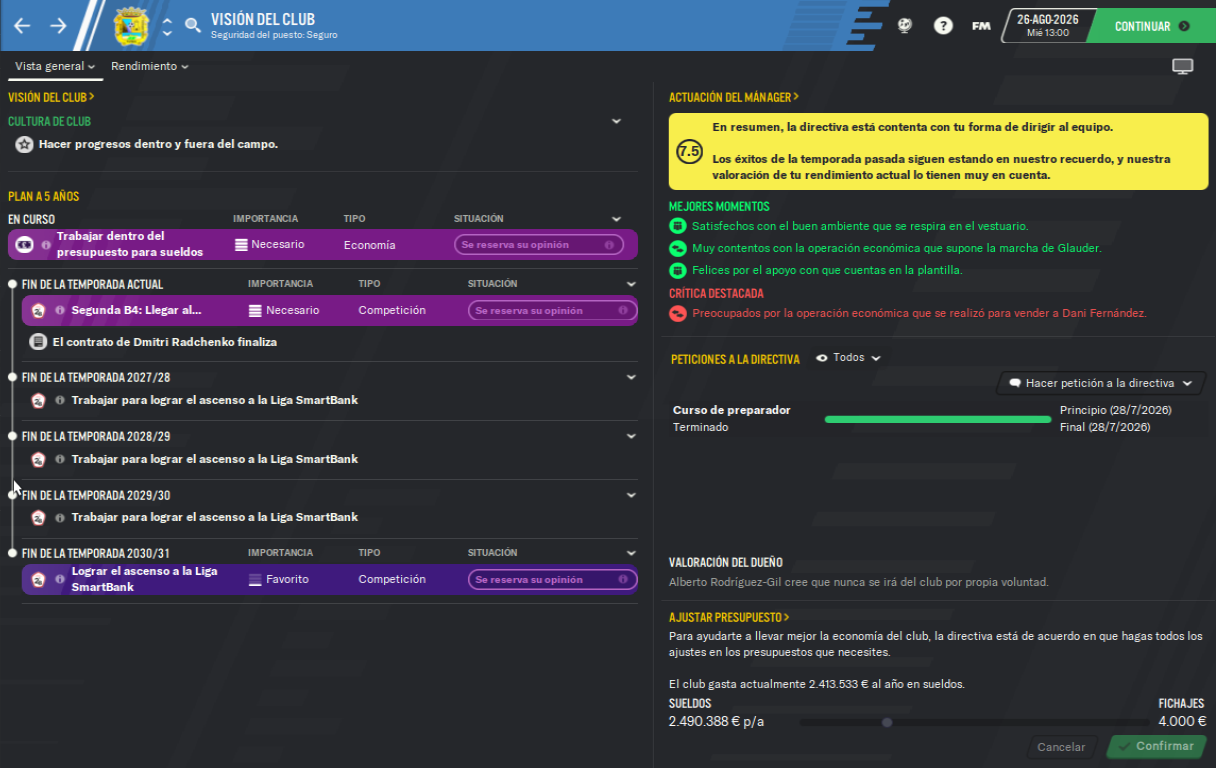 VISIÓN DEL CLUB
Seguridad del puesto: Seguro
26-AGO-2026
Mié 13:00
CONTINUAR
?
FM
Vista general
Rendimiento
VISIÓN DEL CLUB
CULTURA DE CLUB
Hacer progresos dentro y fuera del campo.
PLAN A 5 AÑOS
EN CURSO IMPORTANCIA TIPO SITUACIÓN
Trabajar dentro del
presupuesto para sueldos
Necesario Economía Se reserva su opinión
FIN DE LA TEMPORADA ACTUAL IMPORTANCIA TIPO SITUACIÓN
Segunda B4: Llegar al... Necesario Competición Se reserva su opinión
El contrato de Dmitri Radchenko finaliza
FIN DE LA TEMPORADA 2027/28
Trabajar para lograr el ascenso a la Liga SmartBank
FIN DE LA TEMPORADA 2028/29
Trabajar para lograr el ascenso a la Liga SmartBank
FIN DE LA TEMPORADA 2029/30
Trabajar para lograr el ascenso a la Liga SmartBank
FIN DE LA TEMPORADA 2030/31 IMPORTANCIA TIPO SITUACIÓN
Lograr el ascenso a la Liga
SmartBank
Favorito Competición Se reserva su opinión
ACTUACIÓN DEL MÁNAGER
7.5
En resumen, la directiva está contenta con tu forma de dirigir al equipo.
Los éxitos de la temporada pasada siguen estando en nuestro recuerdo, y nuestra
valoración de tu rendimiento actual lo tienen muy en cuenta.
MEJORES MOMENTOS
Satisfechos con el buen ambiente que se respira en el vestuario.
Muy contentos con la operación económica que supone la marcha de Glauder.
Felices por el apoyo con que cuentas en la plantilla.
CRÍTICA DESTACADA
Preocupados por la operación económica que se realizó para vender a Dani Fernández.
PETICIONES A LA DIRECTIVA Todos
Hacer petición a la directiva
Curso de preparador
Terminado
Principio (28/7/2026)
Final (28/7/2026)
VALORACIÓN DEL DUEÑO
Alberto Rodríguez-Gil cree que nunca se irá del club por propia voluntad.
AJUSTAR PRESUPUESTO
Para ayudarte a llevar mejor la economía del club, la directiva está de acuerdo en que hagas todos los
ajustes en los presupuestos que necesites.
El club gasta actualmente 2.413.533 € al año en sueldos.
SUELDOS FICHAJES
2.490.388 € p/a 4.000 €
Cancelar Confirmar